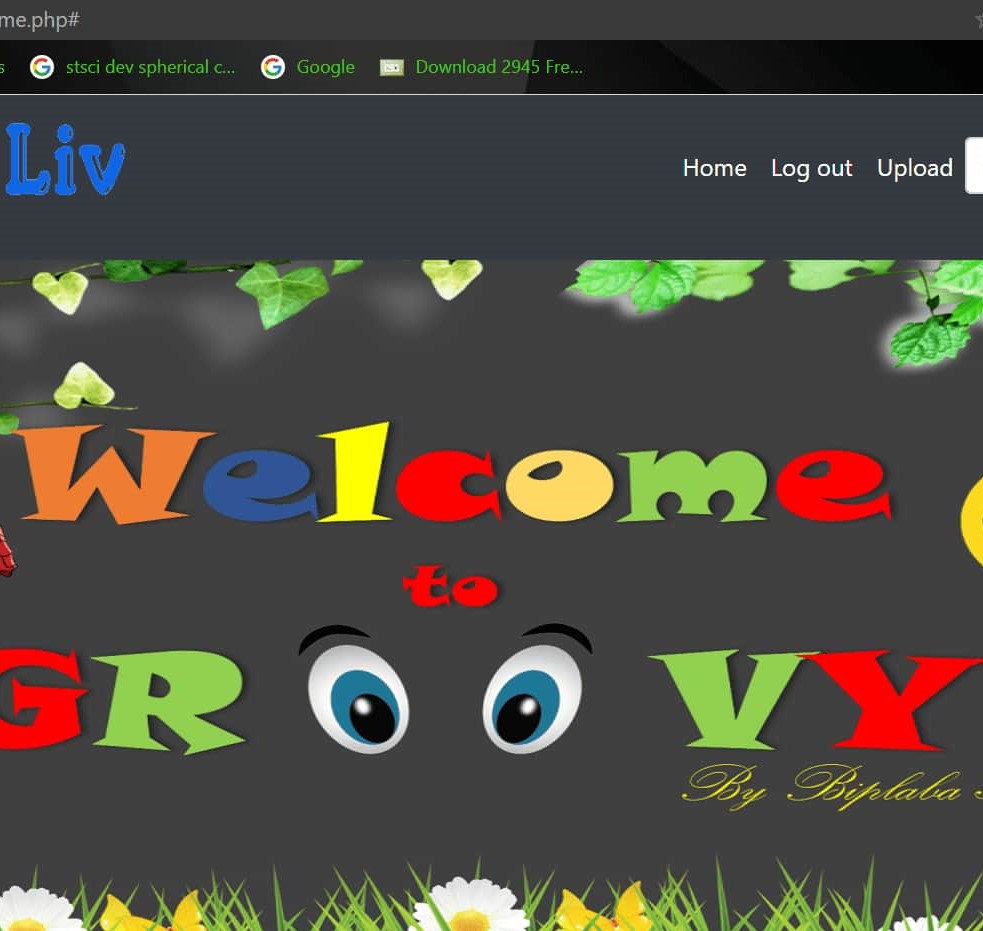 me.php#
s stsci dev spherical c... Google Download 2945 Fre...
Liv
Home Log out Upload
Welcome
to
GR VY
By Biplaba